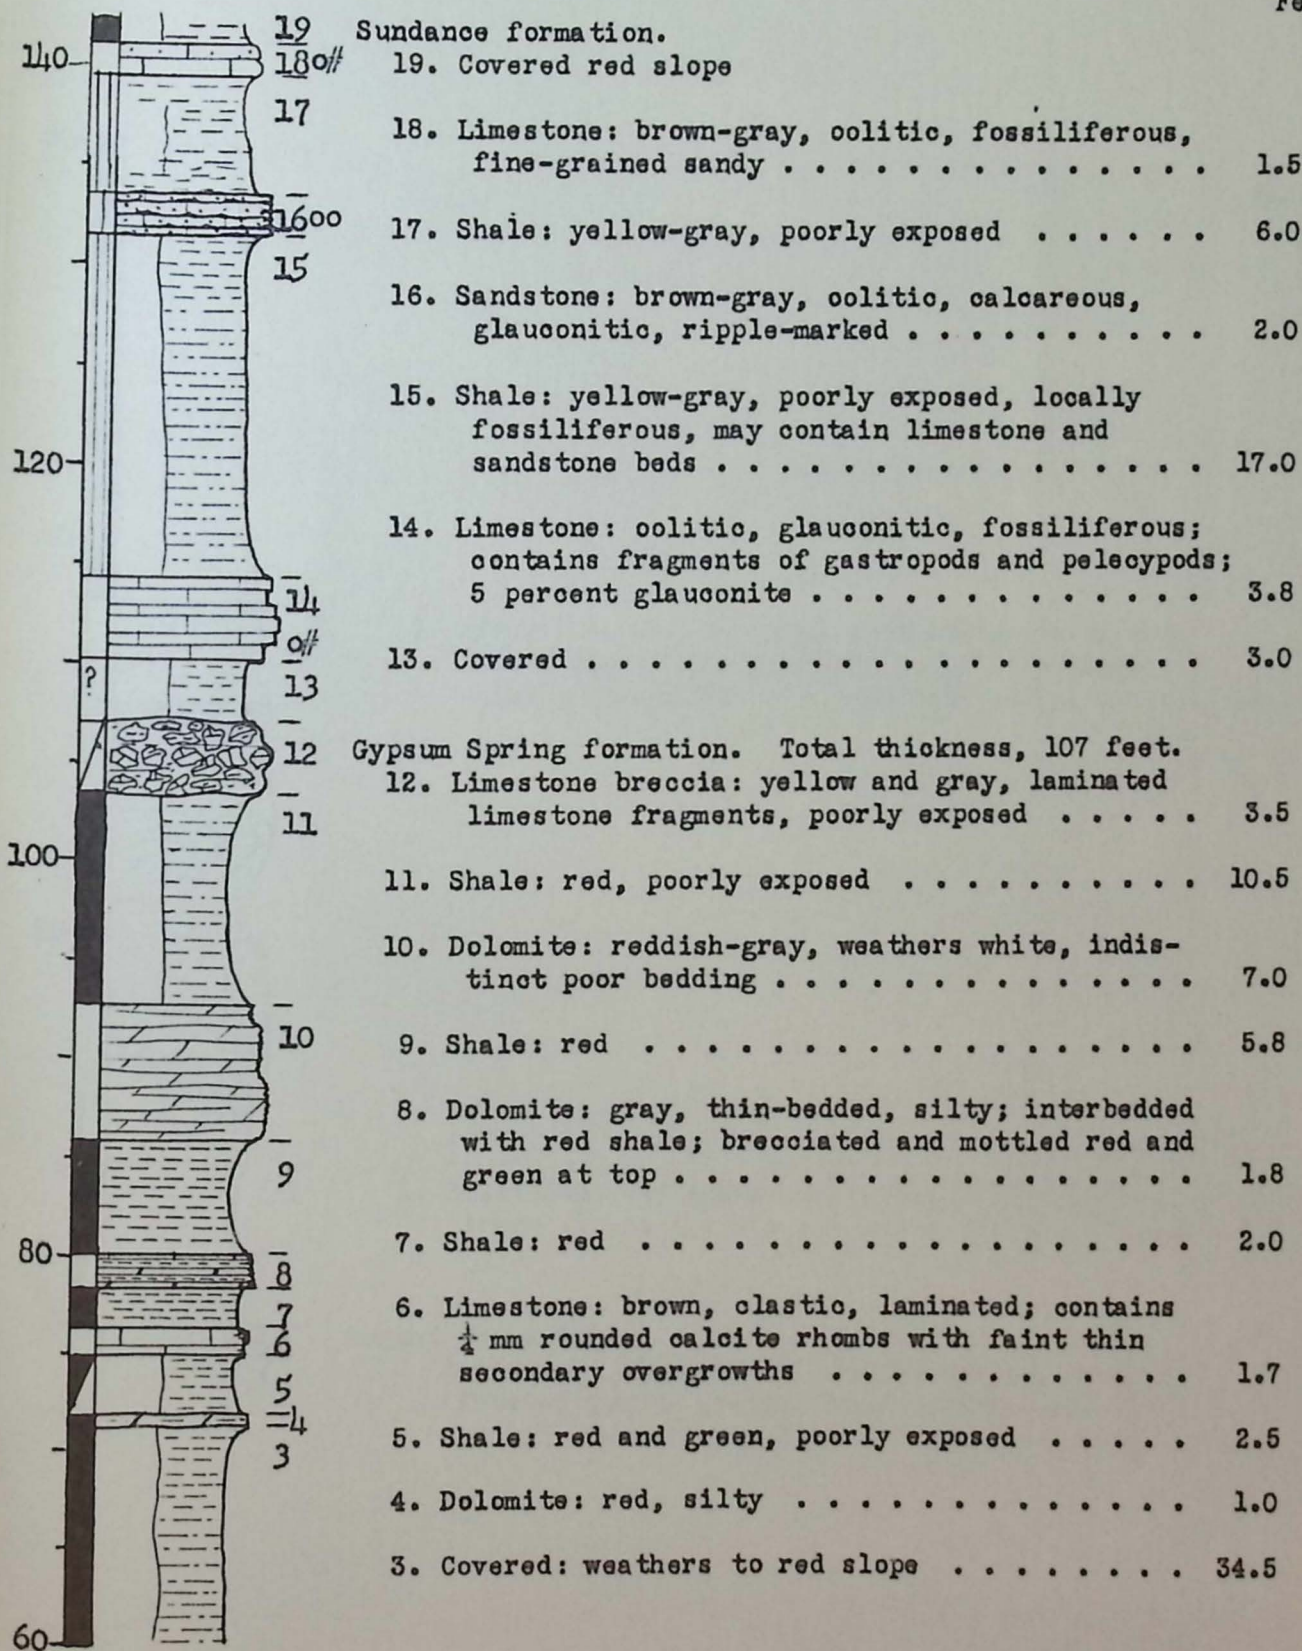 Fe
19 Sundance formation.
140 18 o# 19. Covered red slope
17
18. Limestone: brown-gray, oolitic, fossiliferous,
fine-grained sandy . . . . . . . . . . . . . . 1.5
16 oo 17. Shale: yellow-gray, poorly exposed . . . . . . 6.0
15
16. Sandstone: brown-gray, oolitic, calcareous,
glauconitic, ripple-marked . . . . . . . . . . 2.0
15. Shale: yellow-gray, poorly exposed, locally
fossiliferous, may contain limestone and
120 sandstone beds . . . . . . . . . . . . . . . . 17.0
14. Limestone: oolitic, glauconitic, fossiliferous;
contains fragments of gastropods and pelecypods;
14 5 percent glauconite . . . . . . . . . . . . . 3.8
o#
13. Covered . . . . . . . . . . . . . . . . . . . . 3.0
? 13
12 Gypsum Spring formation. Total thickness, 107 feet.
12. Limestone breccia: yellow and gray, laminated
11 limestone fragments, poorly exposed . . . . . 3.5
100
11. Shale: red, poorly exposed . . . . . . . . . . 10.5
10. Dolomite: reddish-gray, weathers white, indis-
tinct poor bedding . . . . . . . . . . . . . . 7.0
10 9. Shale: red . . . . . . . . . . . . . . . . . . 5.8
8. Dolomite: gray, thin-bedded, silty; interbedded
with red shale; brecciated and mottled red and
9 green at top . . . . . . . . . . . . . . . . . 1.8
80 7. Shale: red . . . . . . . . . . . . . . . . . . 2.0
8
7 6. Limestone: brown, clastic, laminated; contains
6 ¼ mm rounded calcite rhombs with faint thin
5 secondary overgrowths . . . . . . . . . . . . 1.7
4
3 5. Shale: red and green, poorly exposed . . . . . 2.5
4. Dolomite: red, silty . . . . . . . . . . . . . 1.0
3. Covered: weathers to red slope . . . . . . . . 34.5
60